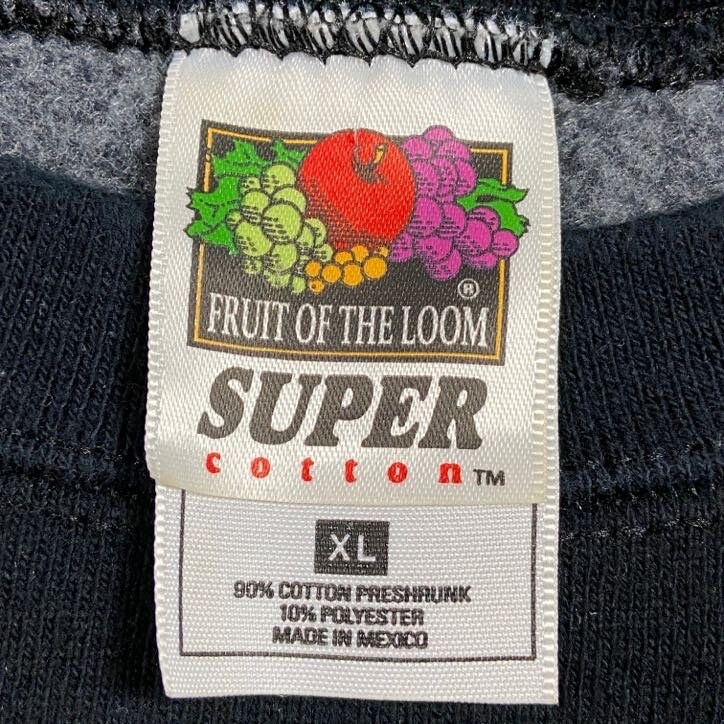 ®
FRUIT OF THE LOOM
SUPER
cotton™
XL
90% COTTON PRESHRUNK
10% POLYESTER
MADE IN MEXICO